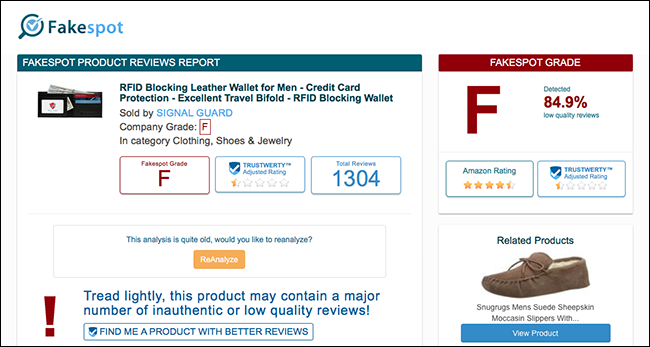 Fakespot
FAKESPOT PRODUCT REVIEWS REPORT
RFID Blocking Leather Wallet for Men - Credit Card
Protection - Excellent Travel Bifold - RFID Blocking Wallet
Sold by SIGNAL GUARD
Company Grade: F
In category Clothing, Shoes & Jewelry
Fakespot Grade
F
TRUSTWERTY™
Adjusted Rating
Total Reviews
1304
This analysis is quite old, would you like to reanalyze?
ReAnalyze
!
Tread lightly, this product may contain a major
number of inauthentic or low quality reviews!
FIND ME A PRODUCT WITH BETTER REVIEWS
FAKESPOT GRADE
F
Detected
84.9%
low quality reviews
Amazon Rating
TRUSTWERTY™
Adjusted Rating
Related Products
Snugrugs Mens Suede Sheepskin
Moccasin Slippers With...
View Product